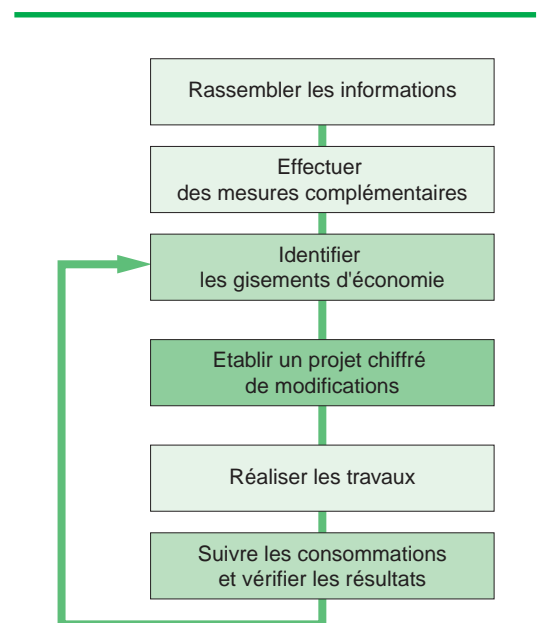 Rassembler les informations
Effectuer
des mesures complémentaires
Identifier
les gisements d'économie
Etablir un projet chiffré
de modifications
Réaliser les travaux
Suivre les consommations
et vérifier les résultats